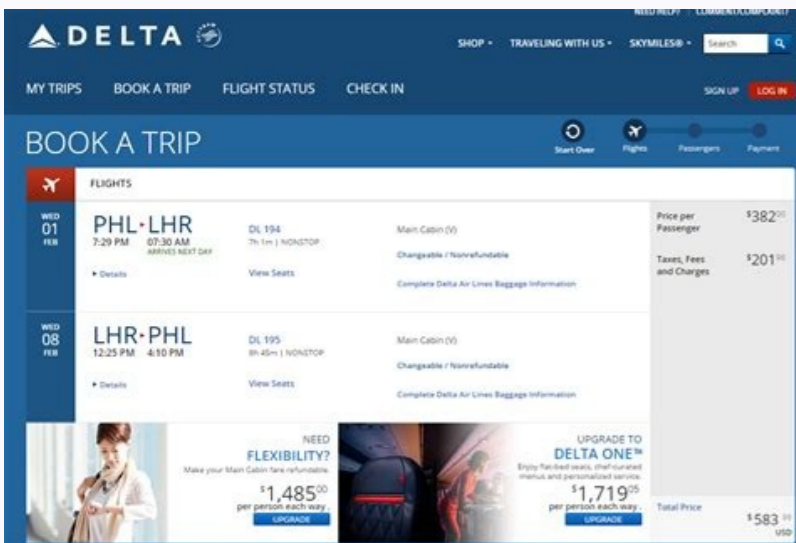 NEED HELP? COMMENT/COMPLAINT?
DELTA
SHOP TRAVELING WITH US SKYMILES® Search
MY TRIPS BOOK A TRIP FLIGHT STATUS CHECK IN SIGN UP LOG IN
BOOK A TRIP
Start Over Flights Passengers Payment
FLIGHTS
WED
01
FEB
PHL LHR
7:29 PM 07:30 AM
ARRIVES NEXT DAY
Details
DL 194
7h 1m | NONSTOP
View Seats
Main Cabin (V)
Changeable / Nonrefundable
Complete Delta Air Lines Baggage Information
Price per
Passenger
$382
Taxes, Fees
and Charges
$201
WED
08
FEB
LHR PHL
12:25 PM 4:10 PM
Details
DL 195
8h 45m | NONSTOP
View Seats
Main Cabin (V)
Changeable / Nonrefundable
Complete Delta Air Lines Baggage Information
NEED
FLEXIBILITY?
Make your Main Cabin fare refundable.
$1,485 00
per person each way.
UPGRADE
UPGRADE TO
DELTA ONE™
Enjoy flat-bed seats, chef-curated
menus and personalized service.
$1,719 05
per person each way.
UPGRADE
Total Price
$583
USD